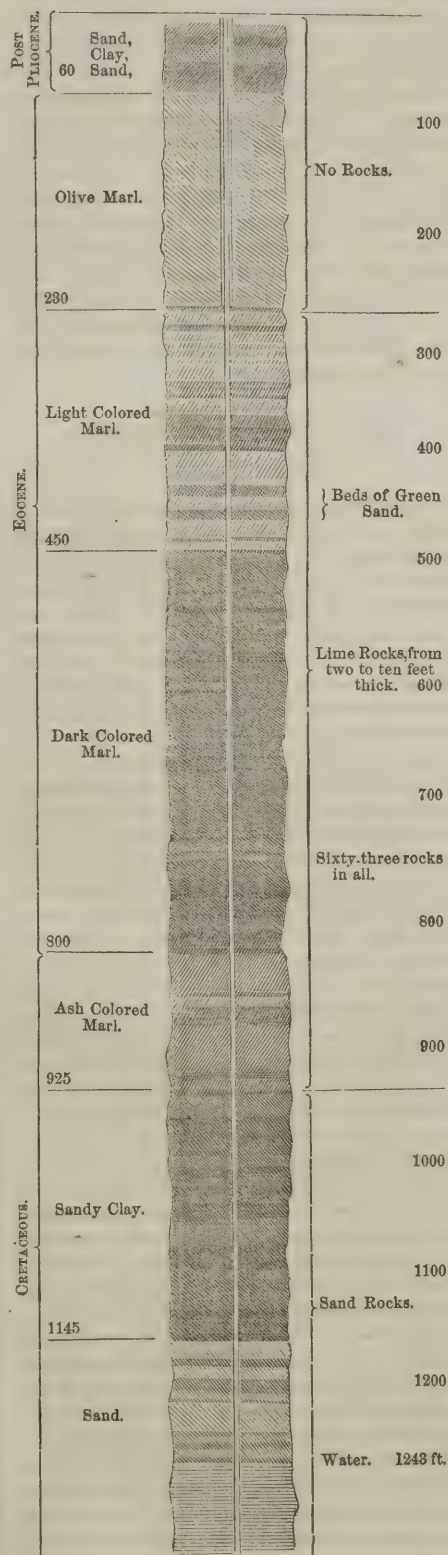 POST
PLIOCENE.
Sand,
Clay,
60 Sand,
100
No Rocks.
Olive Marl.
200
230
300
Light Colored
Marl.
400
EOCENE.
Beds of Green
Sand.
450
500
Lime Rocks, from
two to ten feet
thick. 600
Dark Colored
Marl.
700
Sixty-three rocks
in all.
800
800
Ash Colored
Marl.
900
925
1000
CRETACEOUS.
Sandy Clay.
1100
Sand Rocks.
1145
1200
Sand.
Water. 1243 ft.